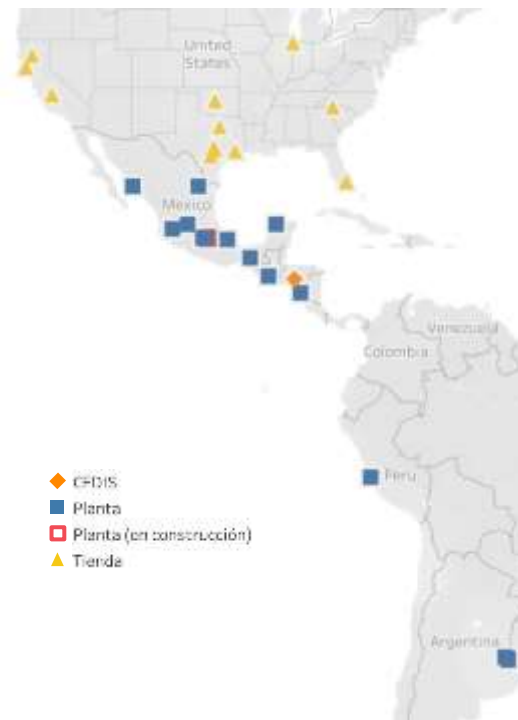 United
States
Mexico
Venezuela
Colombia
Peru
Argentina
CEDIS
Planta
Planta (en construcción)
Tienda